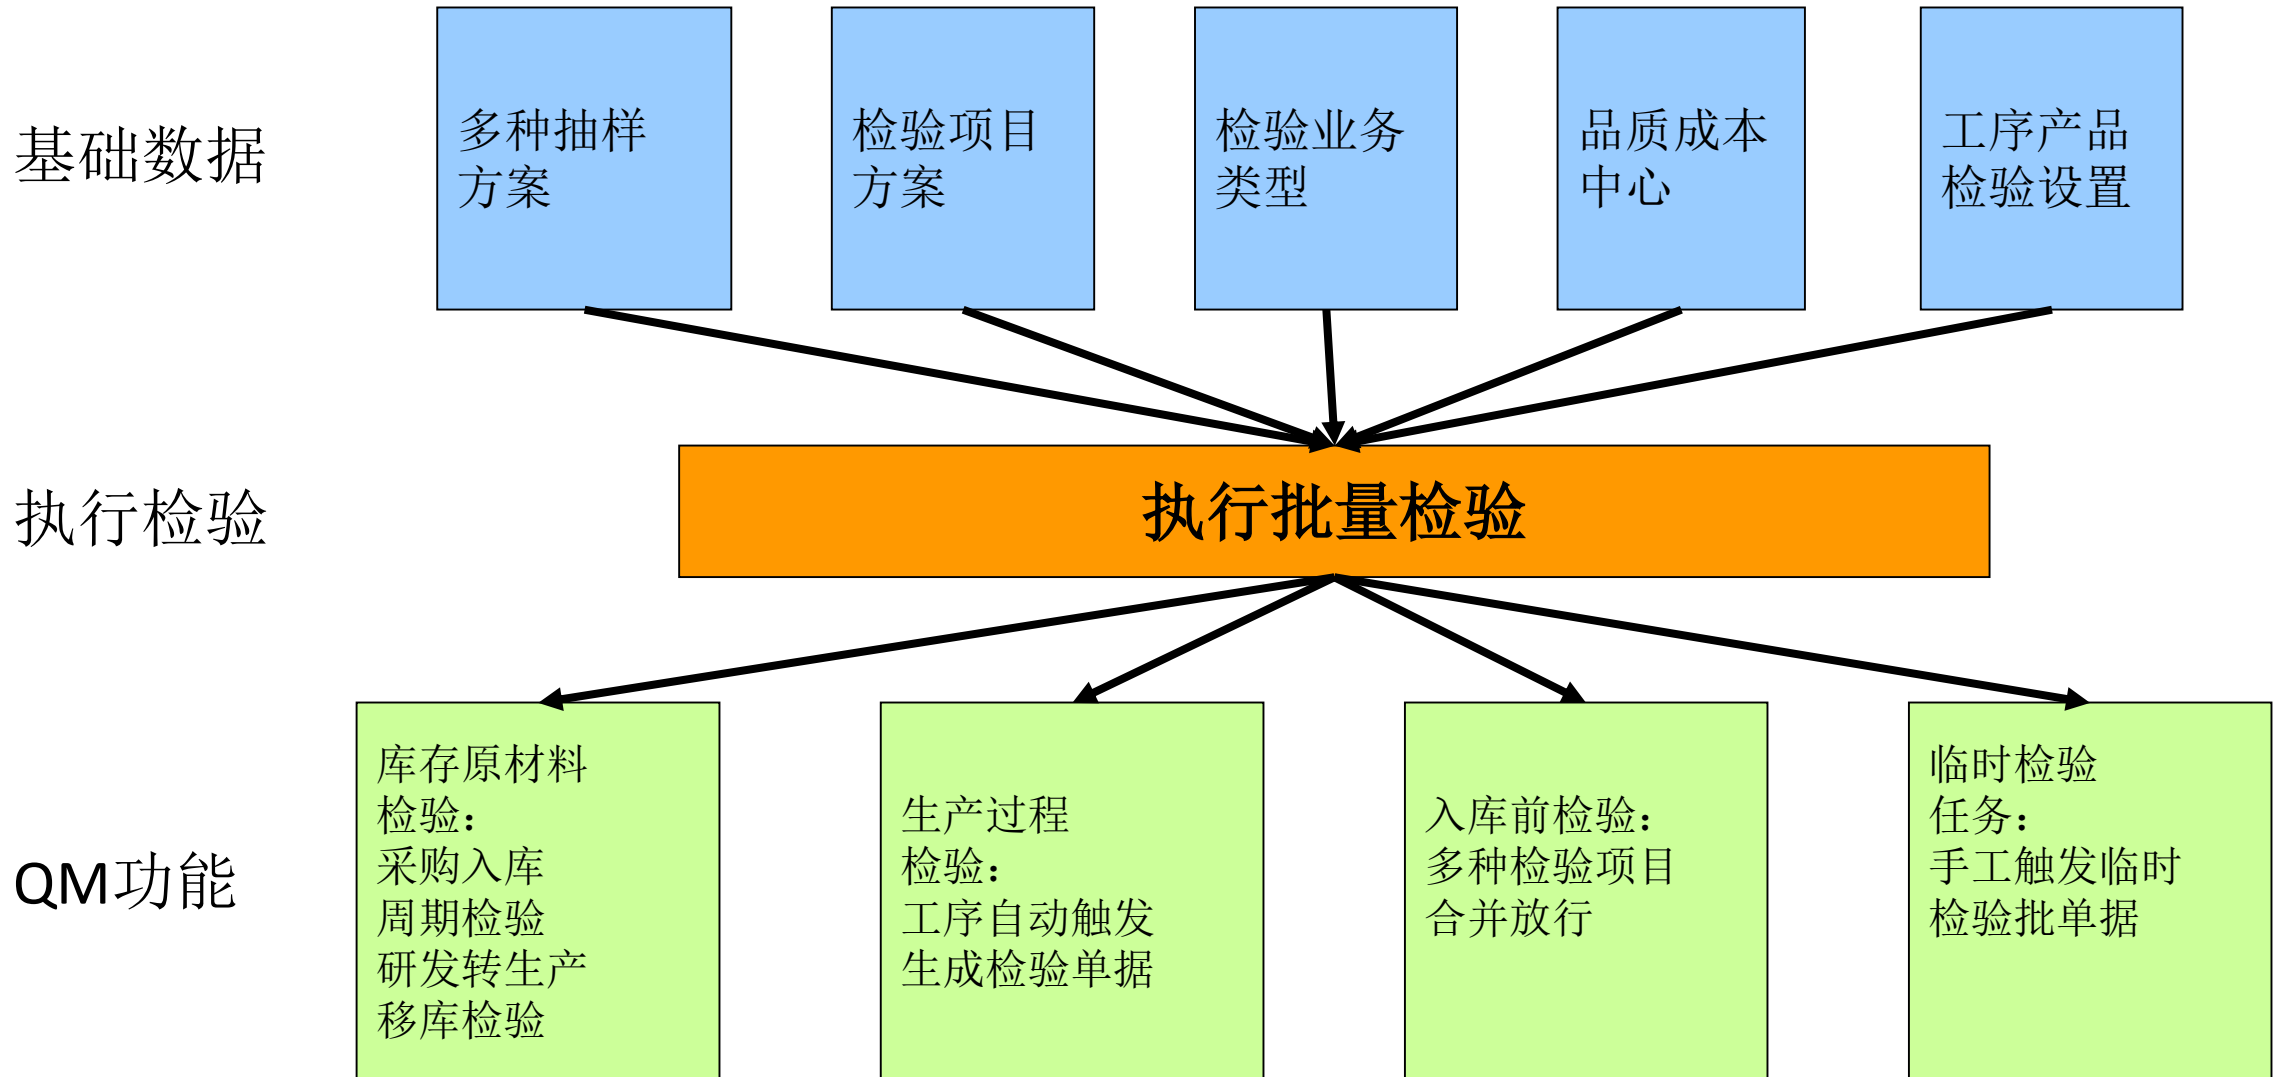 基础数据
多种抽样
方案
检验项目
方案
检验业务
类型
品质成本
中心
工序产品
检验设置
执行检验
执行批量检验
QM功能
库存原材料
检验：
采购入库
周期检验
研发转生产
移库检验
生产过程
检验：
工序自动触发
生成检验单据
入库前检验：
多种检验项目
合并放行
临时检验
任务：
手工触发临时
检验批单据